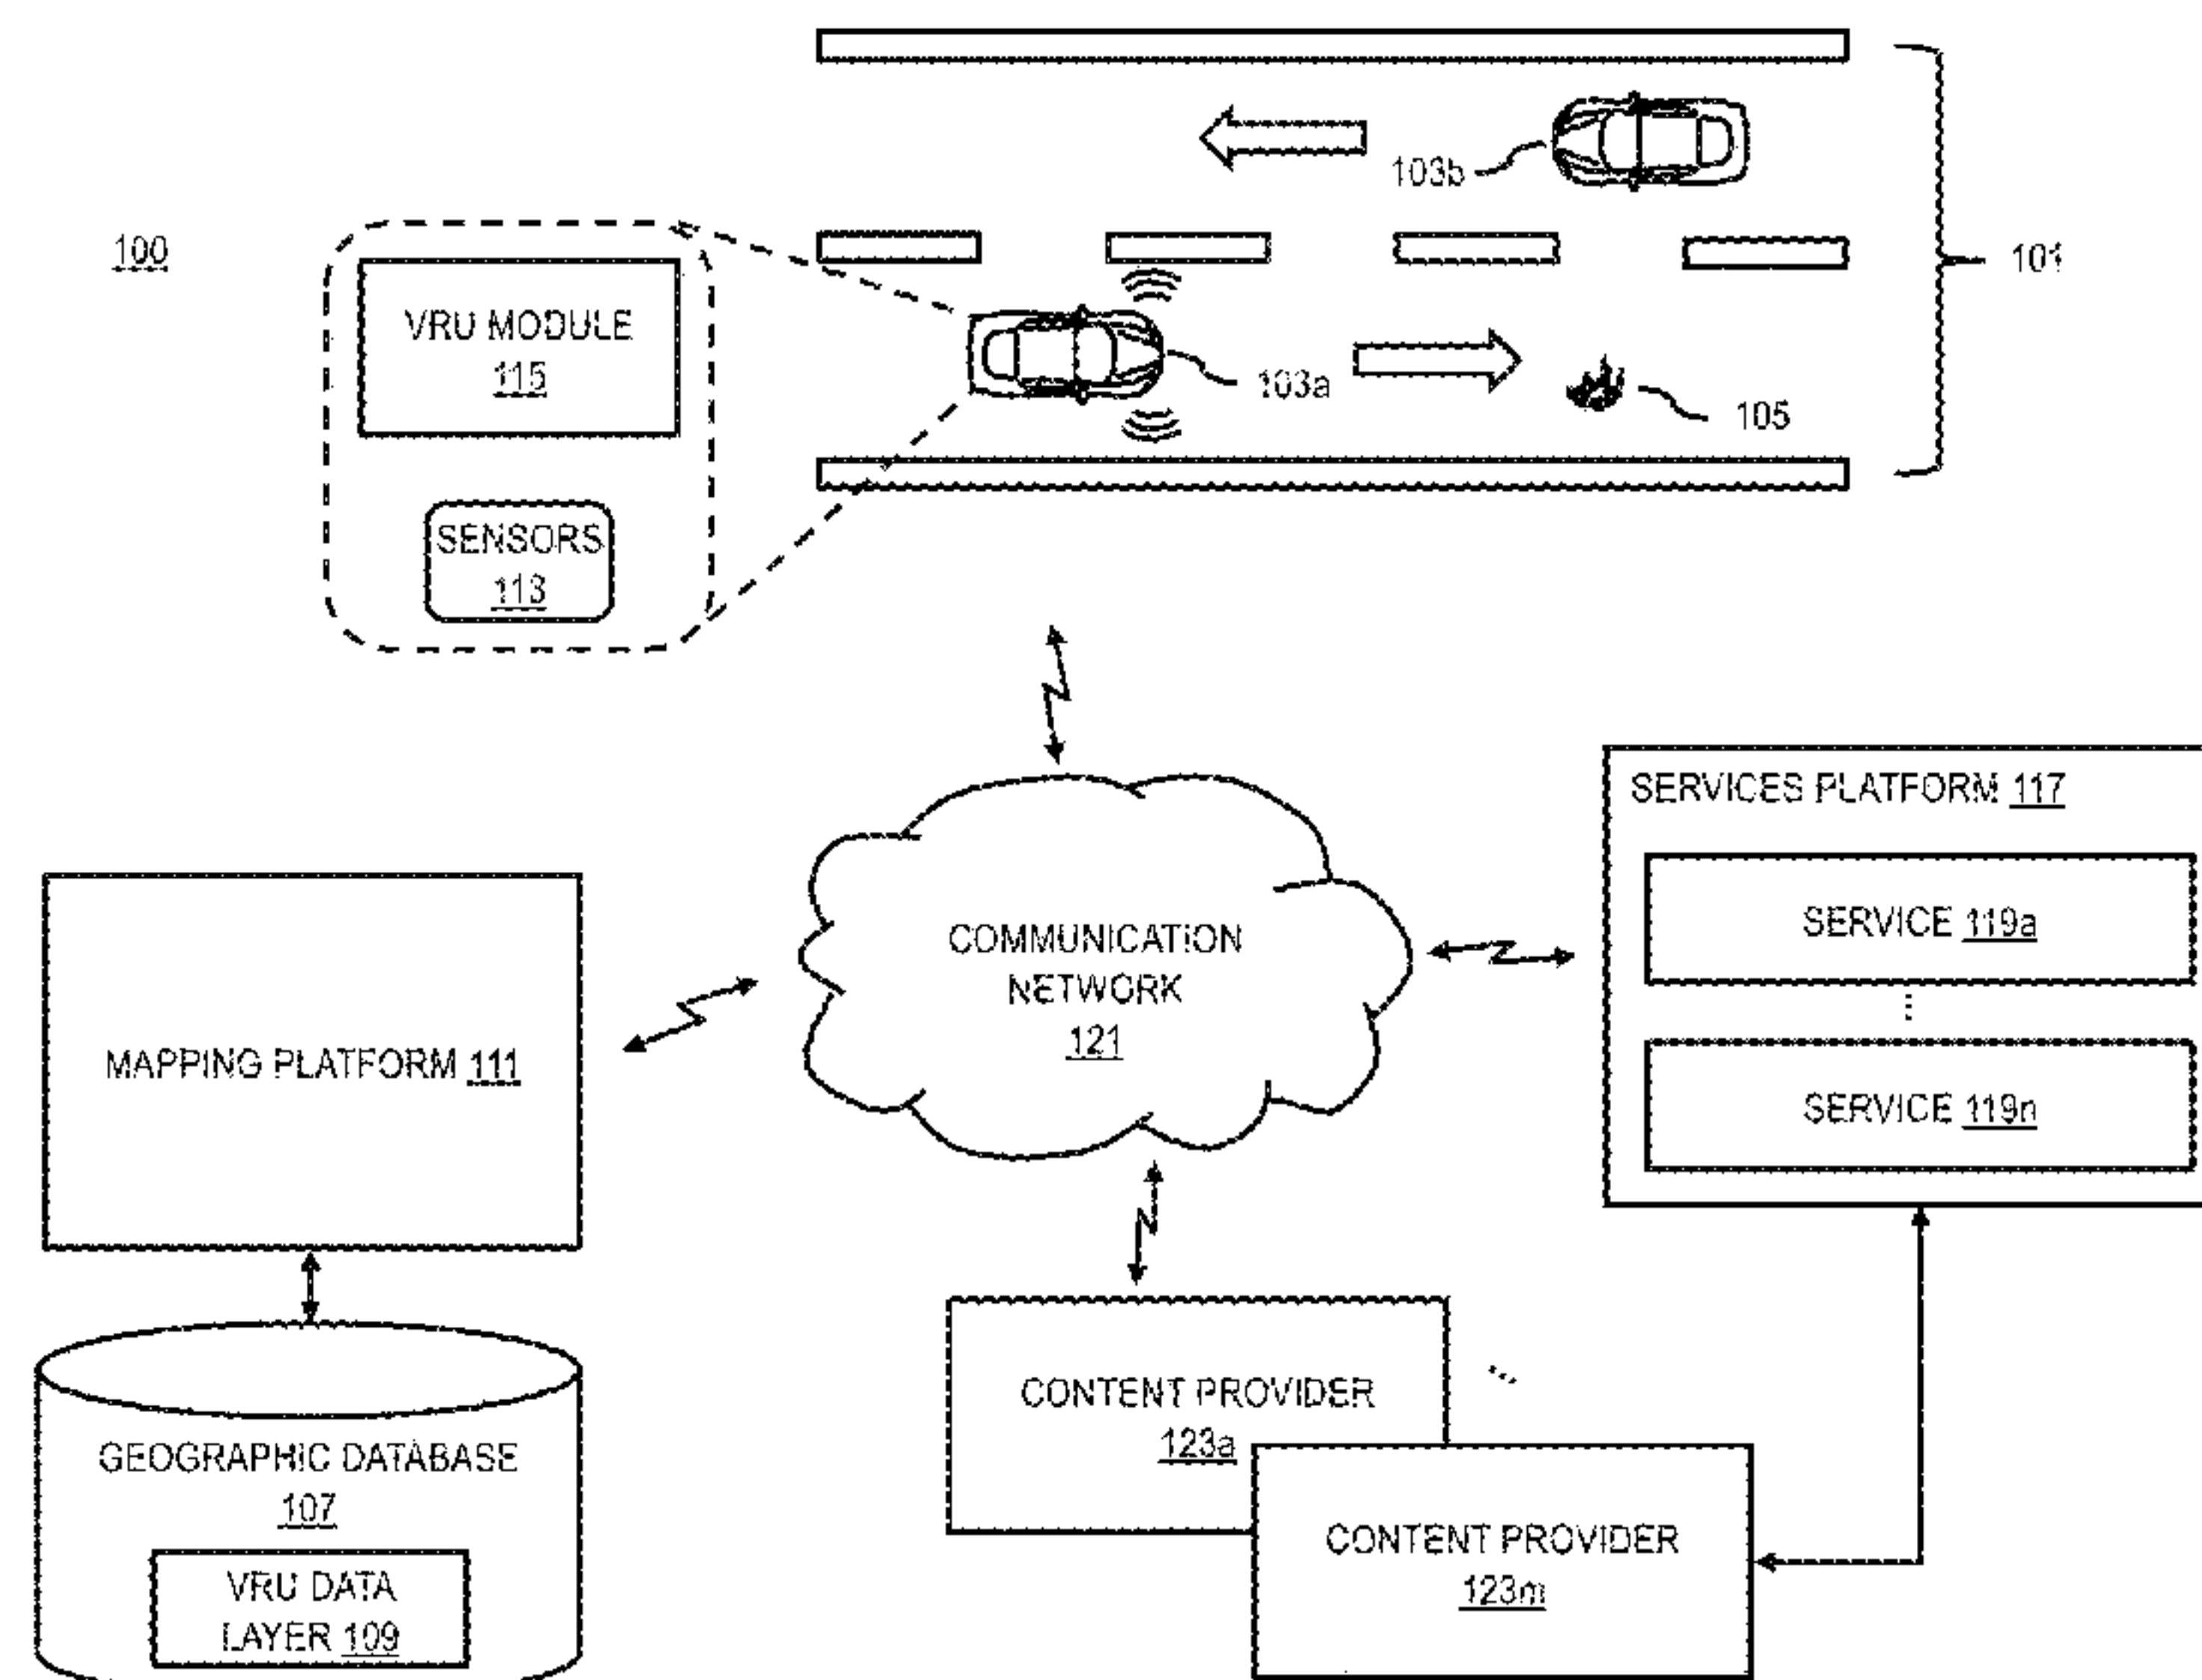 100
103b
101
VRU MODULE
115
103a
105
SENSORS
113
SERVICES PLATFORM 117
SERVICE 119a
⋮
SERVICE 119n
COMMUNICATION
NETWORK
121
MAPPING PLATFORM 111
GEOGRAPHIC DATABASE
107
VRU DATA
LAYER 109
CONTENT PROVIDER
123a
...
CONTENT PROVIDER
123m